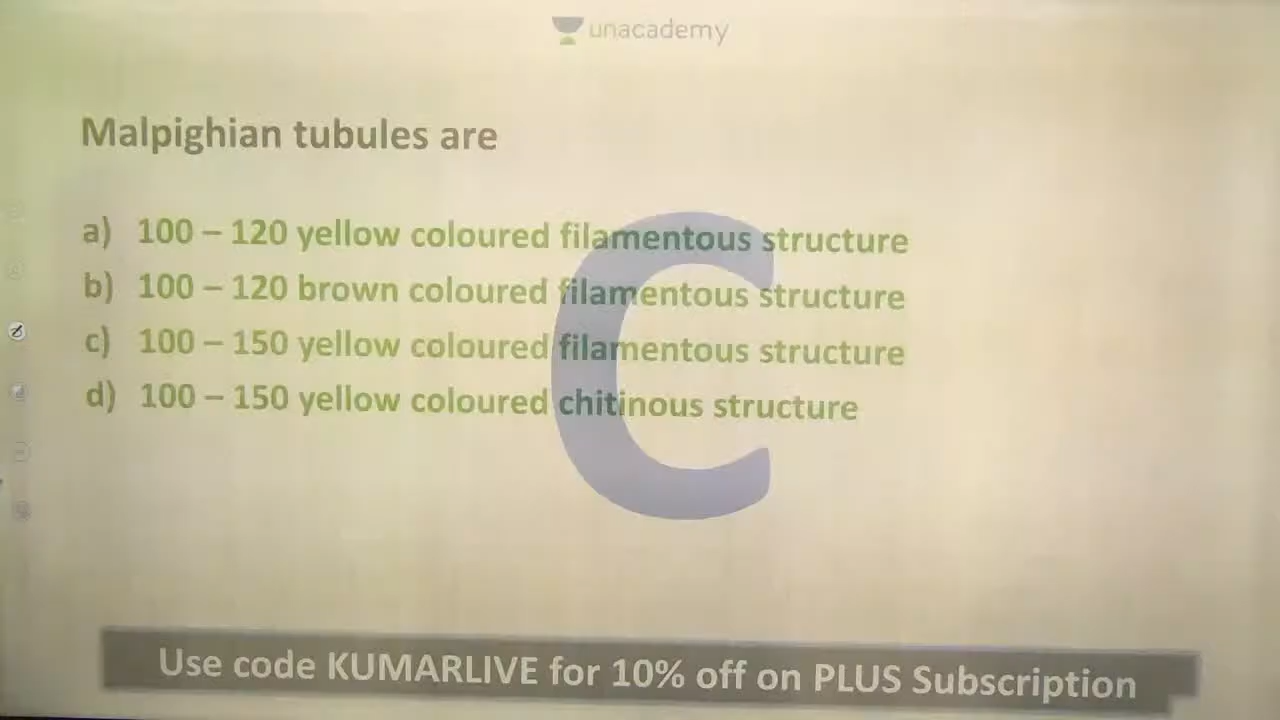 unacademy
Malpighian tubules are
a) 100 – 120 yellow coloured filamentous structure
b) 100 – 120 brown coloured filamentous structure
c) 100 – 150 yellow coloured filamentous structure
d) 100 – 150 yellow coloured chitinous structure
C
Use code KUMARLIVE for 10% off on PLUS Subscription